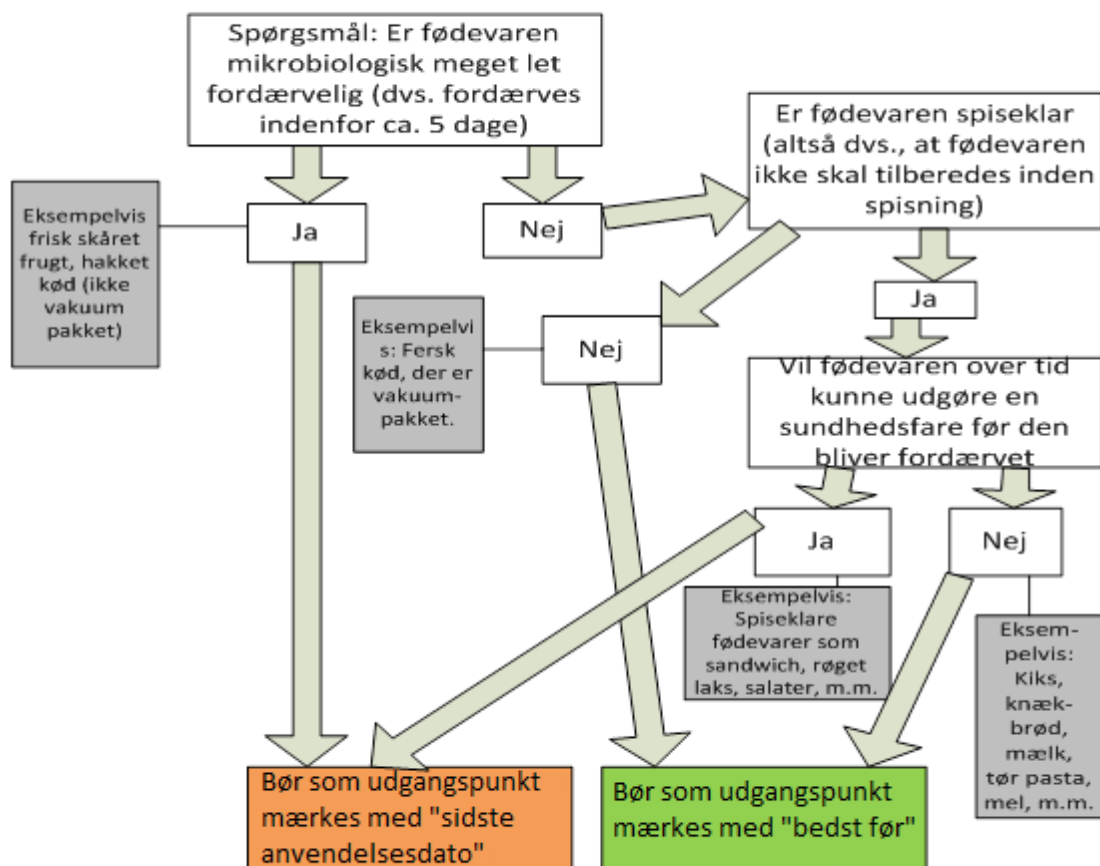 Spørgsmål: Er fødevaren
mikrobiologisk meget let
fordærvelig (dvs. fordærves
indenfor ca. 5 dage)
Er fødevaren spiseklar
(altså dvs., at fødevaren
ikke skal tilberedes inden
spisning)
Eksempelvis
frisk skåret
frugt, hakket
kød (ikke
vakuum
pakket)
Ja
Nej
Ja
Eksempelvi
s: Fersk
kød, der er
vakuum-
pakket.
Nej
Vil fødevaren over tid
kunne udgøre en
sundhedsfare før den
bliver fordærvet
Ja
Nej
Eksempelvis:
Spiseklare
fødevarer som
sandwich, røget
laks, salater, m.m.
Eksem-
pelvis:
Kiks,
knæk-
brød,
mælk,
tør pasta,
mel, m.m.
Bør som udgangspunkt
mærkes med "sidste
anvendelsesdato"
Bør som udgangspunkt
mærkes med "bedst før"